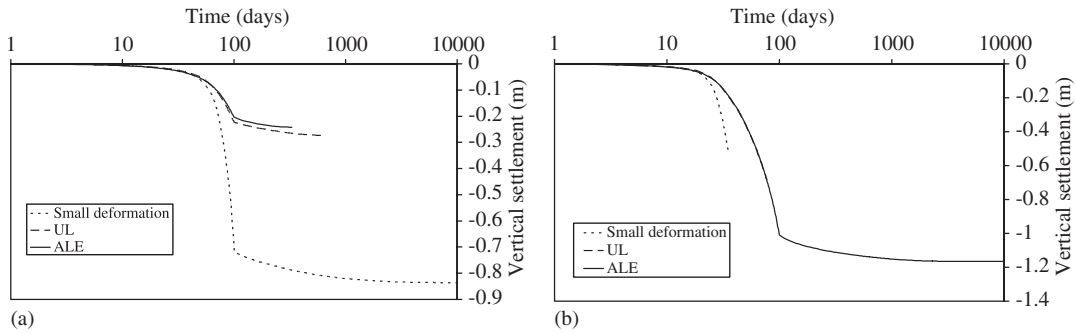 Time (days)
1 10 100 1000 10000
0
-0.1
-0.2
-0.3
-0.4
-0.5
-0.6
-0.7
-0.8
-0.9
Vertical settlement (m)
Small deformation
UL
ALE
(a)
Time (days)
1 10 100 1000 10000
0
-0.2
-0.4
-0.6
-0.8
-1
-1.2
-1.4
Vertical settlement (m)
Small deformation
UL
ALE
(b)